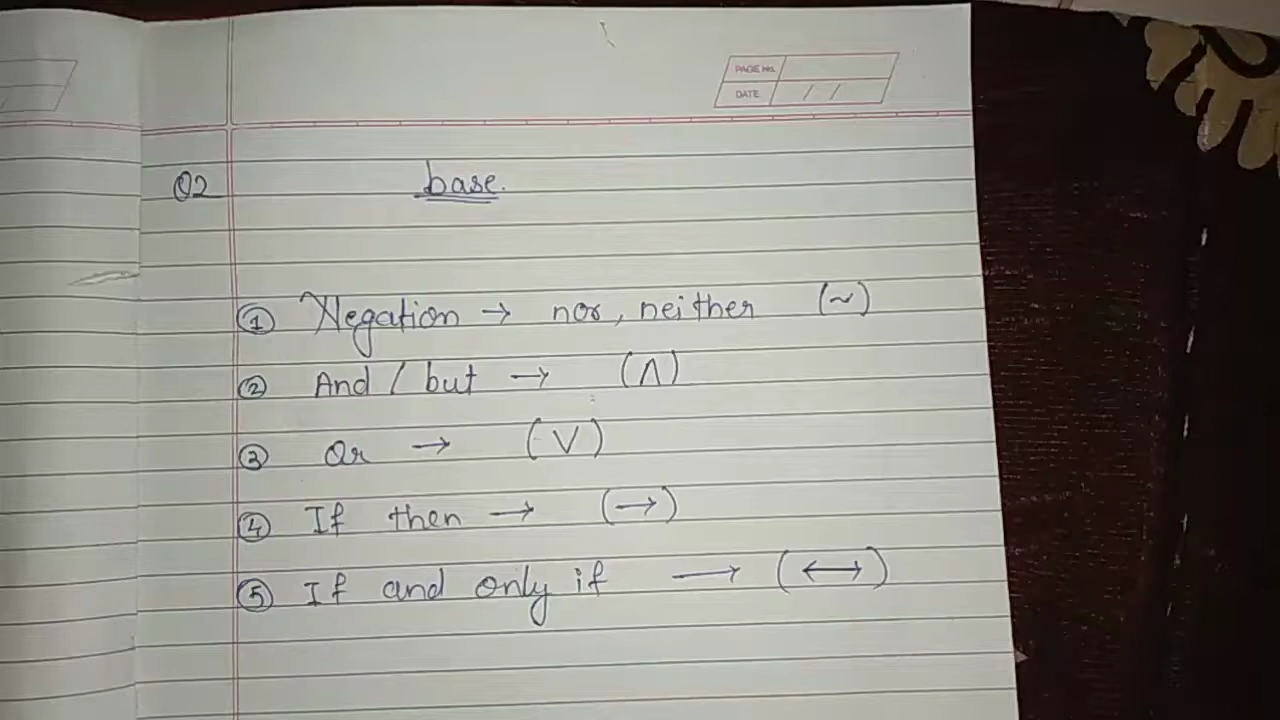 PAGE No.
DATE / /
Q2 base.
① Negation → nor, neither (~)
② And / but → (∧)
③ Or → (∨)
④ If then → (→)
⑤ If and only if → (↔)